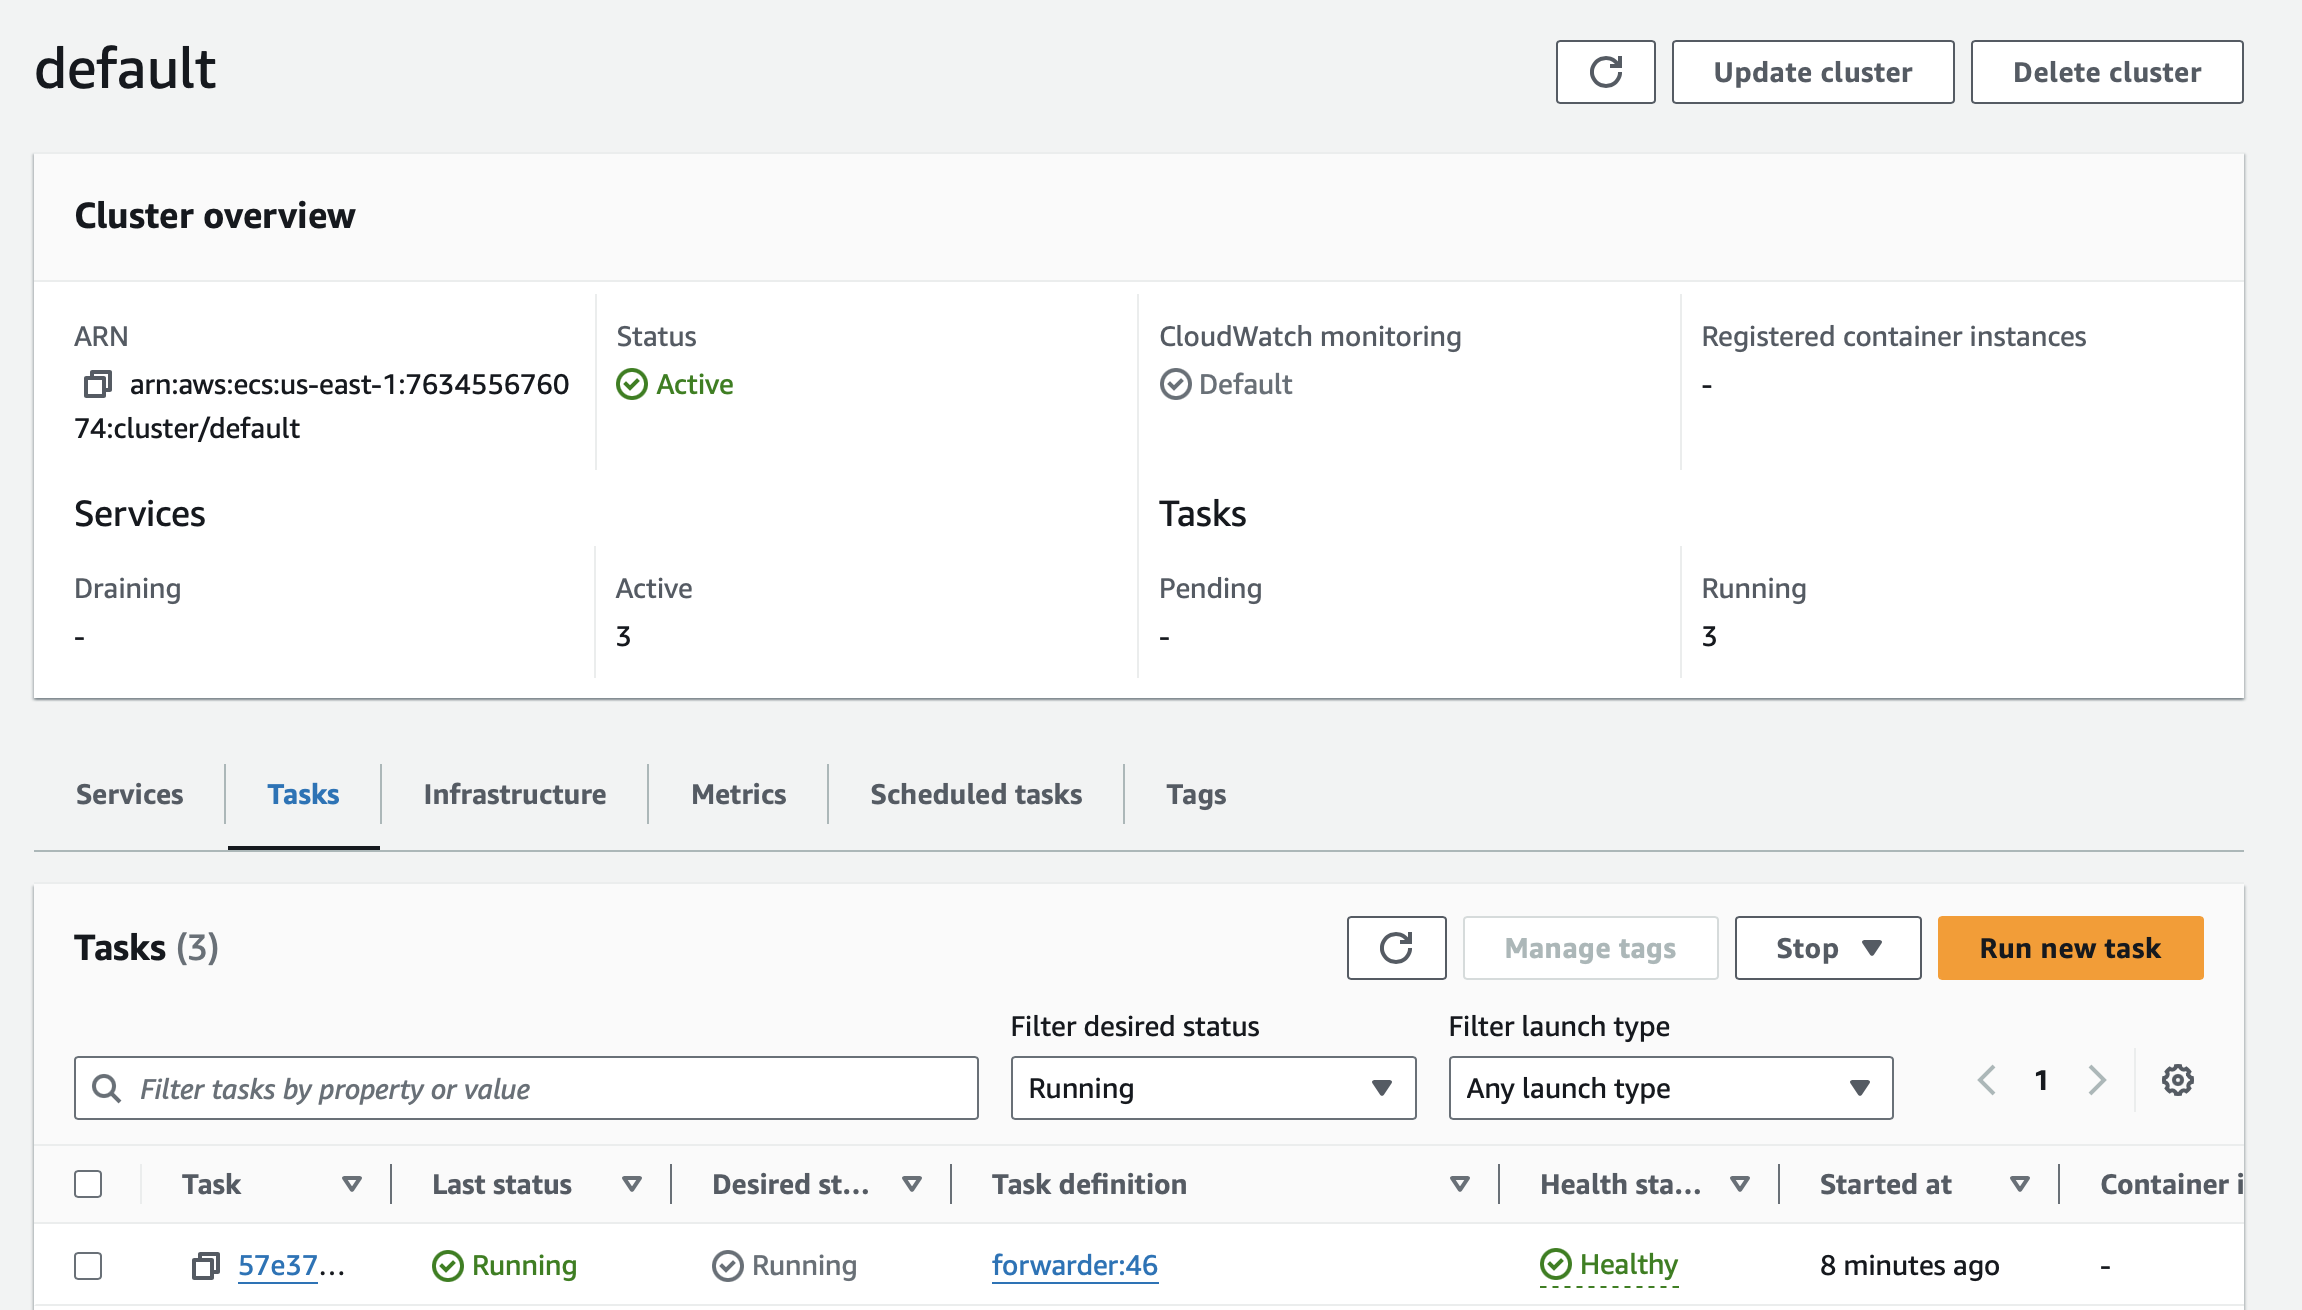 default
Update cluster
Delete cluster
Cluster overview
ARN
arn:aws:ecs:us-east-1:7634556760
74:cluster/default
Status
Active
CloudWatch monitoring
Default
Registered container instances
-
Services
Tasks
Draining
-
Active
3
Pending
-
Running
3
Services
Tasks
Infrastructure
Metrics
Scheduled tasks
Tags
Tasks (3)
Manage tags
Stop
Run new task
Filter desired status
Filter launch type
Filter tasks by property or value
Running
Any launch type
1
Task
Last status
Desired st...
Task definition
Health sta...
Started at
Container i
57e37...
Running
Running
forwarder:46
Healthy
8 minutes ago
-